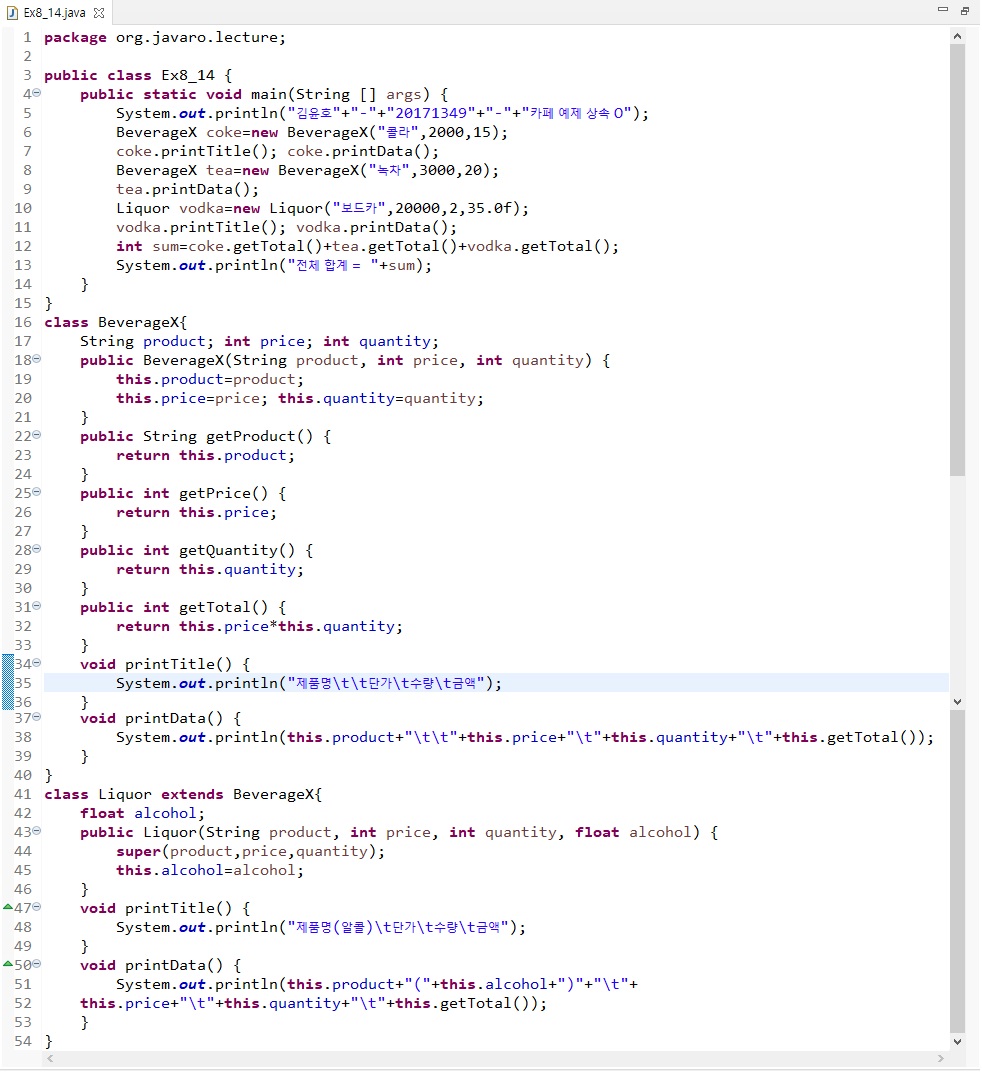 Ex8_14.java
1 package org.javaro.lecture;
2
3 public class Ex8_14 {
4     public static void main(String [] args) {
5         System.out.println("김윤호"+"-"+"20171349"+"-"+"카페 예제 상속 O");
6         BeverageX coke=new BeverageX("콜라",2000,15);
7         coke.printTitle(); coke.printData();
8         BeverageX tea=new BeverageX("녹차",3000,20);
9         tea.printData();
10         Liquor vodka=new Liquor("보드카",20000,2,35.0f);
11         vodka.printTitle(); vodka.printData();
12         int sum=coke.getTotal()+tea.getTotal()+vodka.getTotal();
13         System.out.println("전체 합계 = "+sum);
14     }
15 }
16 class BeverageX{
17     String product; int price; int quantity;
18     public BeverageX(String product, int price, int quantity) {
19         this.product=product;
20         this.price=price; this.quantity=quantity;
21     }
22     public String getProduct() {
23         return this.product;
24     }
25     public int getPrice() {
26         return this.price;
27     }
28     public int getQuantity() {
29         return this.quantity;
30     }
31     public int getTotal() {
32         return this.price*this.quantity;
33     }
34     void printTitle() {
35         System.out.println("제품명\t\t단가\t수량\t금액");
36     }
37     void printData() {
38         System.out.println(this.product+"\t\t"+this.price+"\t"+this.quantity+"\t"+this.getTotal());
39     }
40 }
41 class Liquor extends BeverageX{
42     float alcohol;
43     public Liquor(String product, int price, int quantity, float alcohol) {
44         super(product,price,quantity);
45         this.alcohol=alcohol;
46     }
47     void printTitle() {
48         System.out.println("제품명(알콜)\t단가\t수량\t금액");
49     }
50     void printData() {
51         System.out.println(this.product+"("+this.alcohol+")"+"\t"+
52     this.price+"\t"+this.quantity+"\t"+this.getTotal());
53     }
54 }